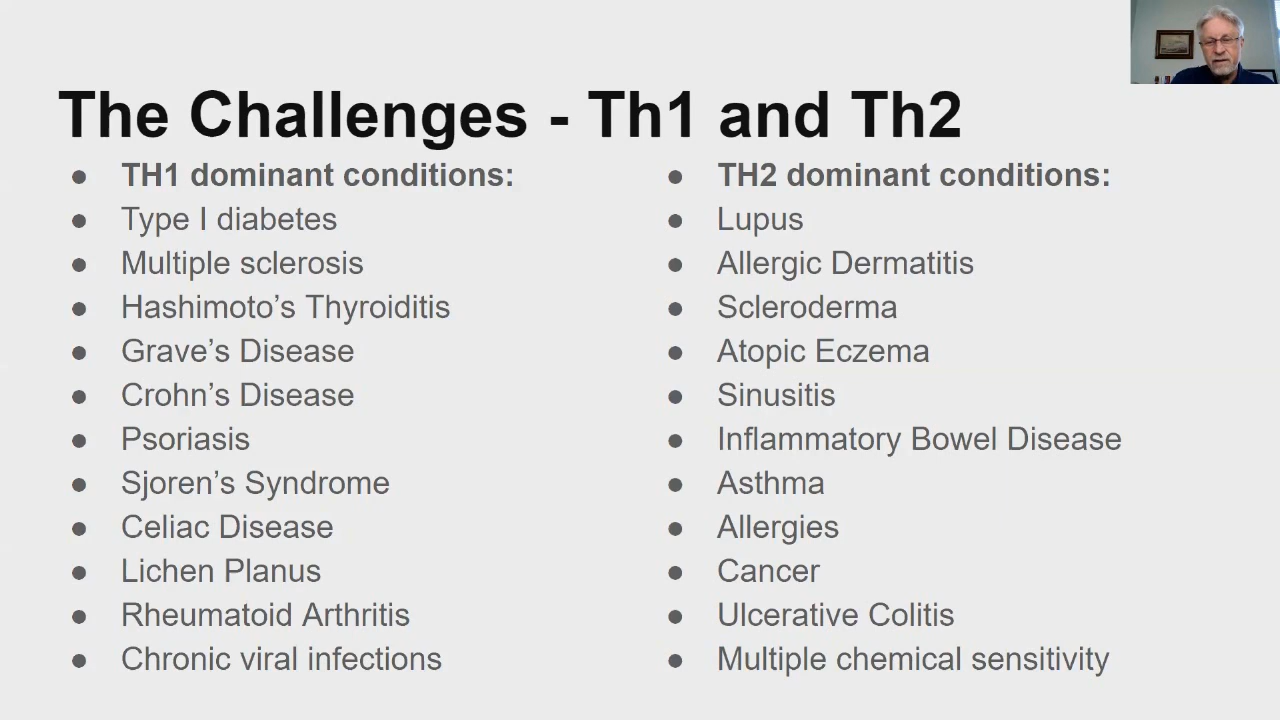 The Challenges - Th1 and Th2
TH1 dominant conditions:
Type I diabetes
Multiple sclerosis
Hashimoto’s Thyroiditis
Grave’s Disease
Crohn’s Disease
Psoriasis
Sjoren’s Syndrome
Celiac Disease
Lichen Planus
Rheumatoid Arthritis
Chronic viral infections
TH2 dominant conditions:
Lupus
Allergic Dermatitis
Scleroderma
Atopic Eczema
Sinusitis
Inflammatory Bowel Disease
Asthma
Allergies
Cancer
Ulcerative Colitis
Multiple chemical sensitivity